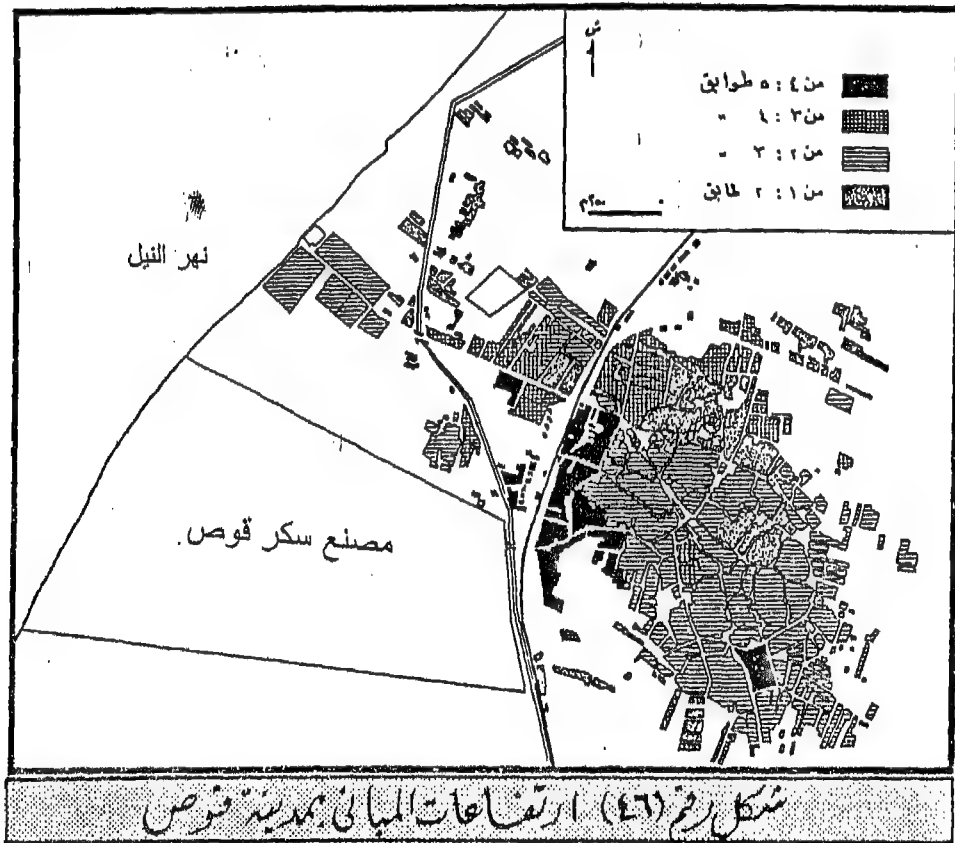 ش
من ٤ : ٥ طوابق
من ٣ : ٤ "
من ٢ : ٣ "
من ١ : ٢ طابق
نهر النيل
مصنع سكر قوص.
شكل رقم (٤٦) ارتفاعات المبانى بمدينة قوص